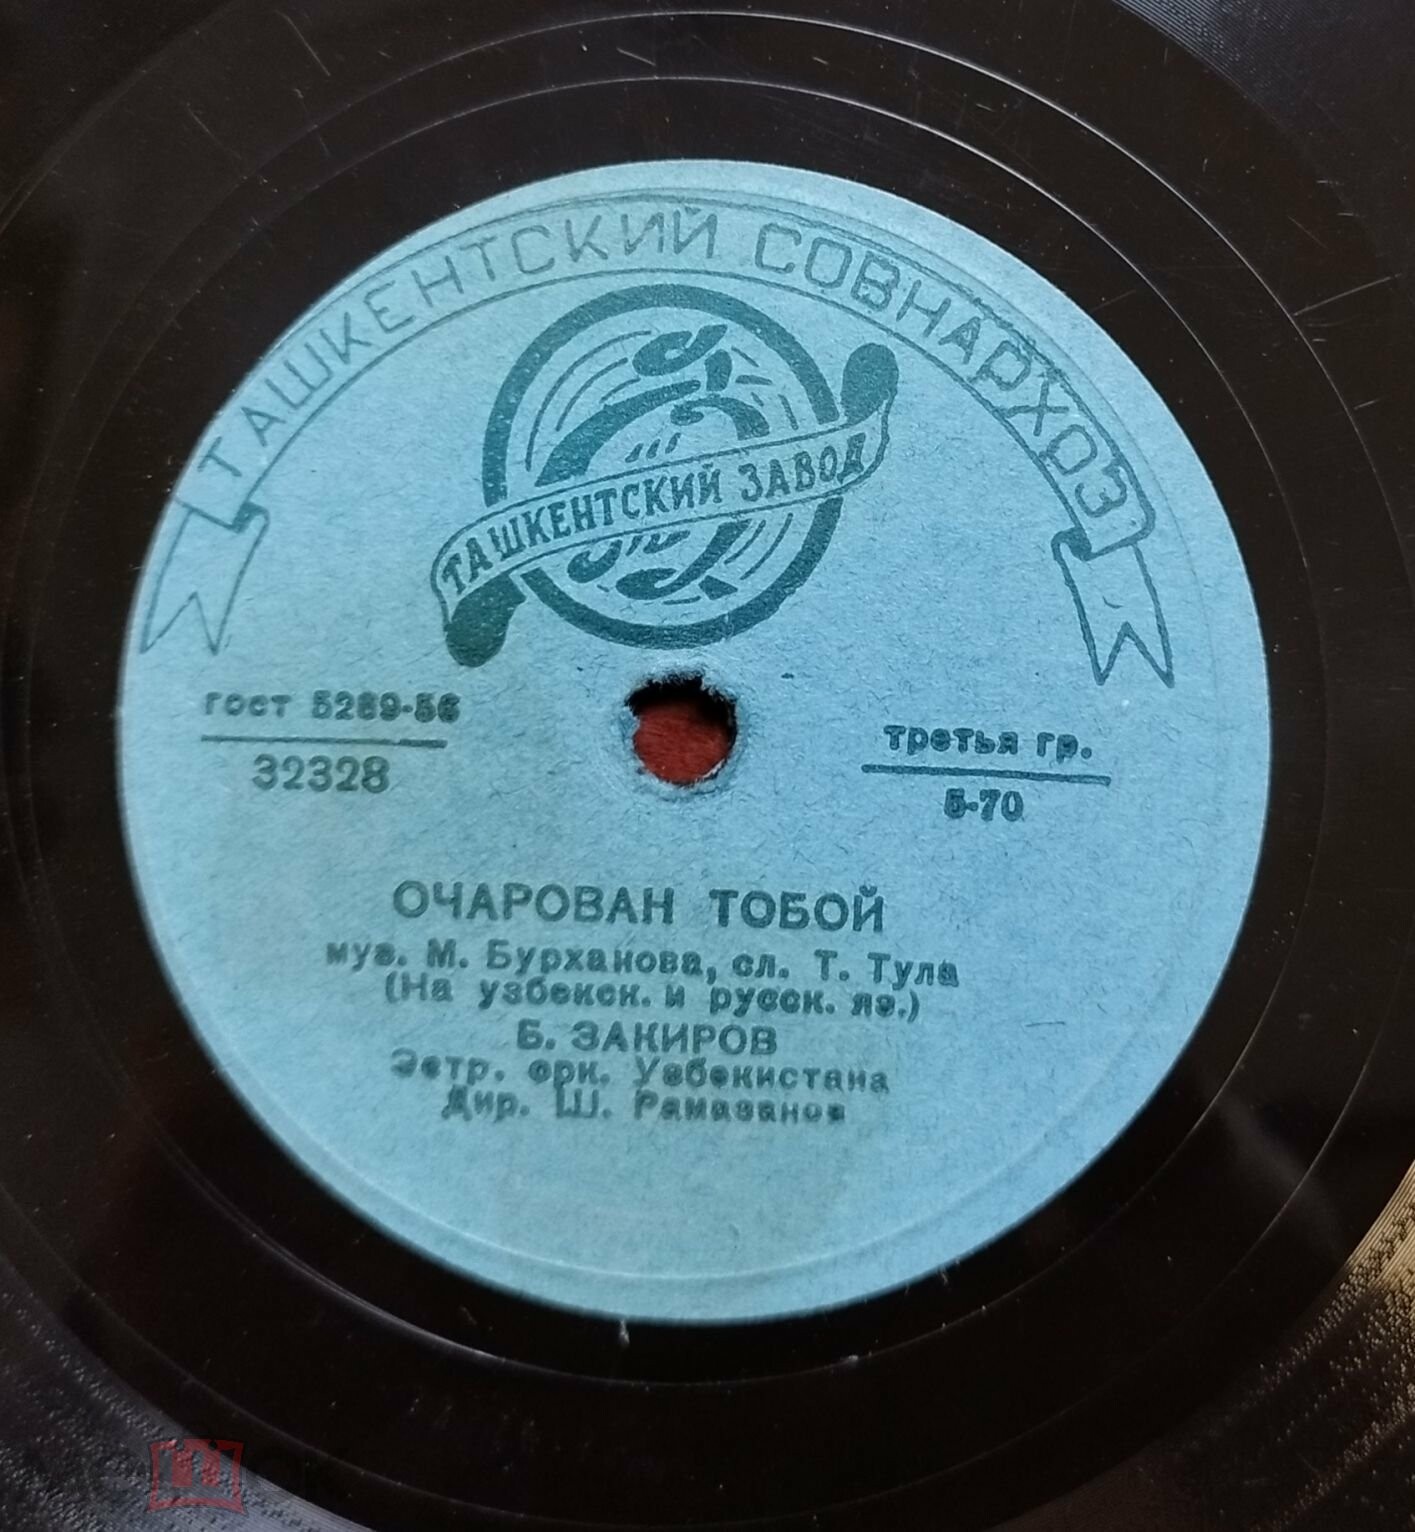 ТАШКЕНТСКИЙ СОВНАРХОЗ
ТАШКЕНТСКИЙ ЗАВОД
гост 5289-56
32328
третья гр.
5-70
ОЧАРОВАН ТОБОЙ
муз. М. Бурханова, сл. Т. Тула
(На узбекск. и русск. яз.)
Б. ЗАКИРОВ
Эстр. орк. Узбекистана
Дир. Ш. Рамазанов